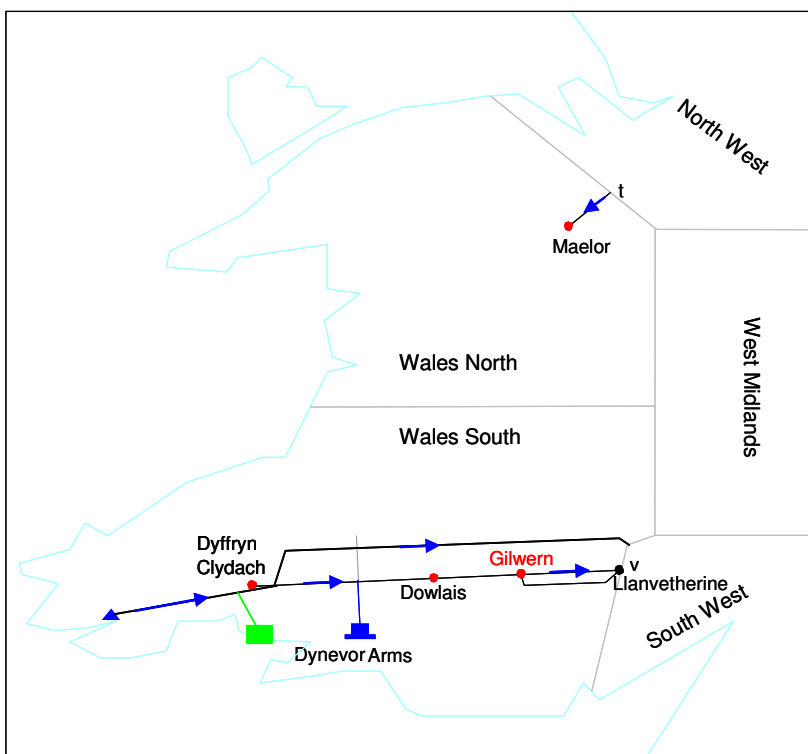 North West
t
Maelor
West Midlands
Wales North
Wales South
Dyffryn
Clydach
Gilwern
v
Dowlais
Llanvetherine
South West
Dynevor Arms